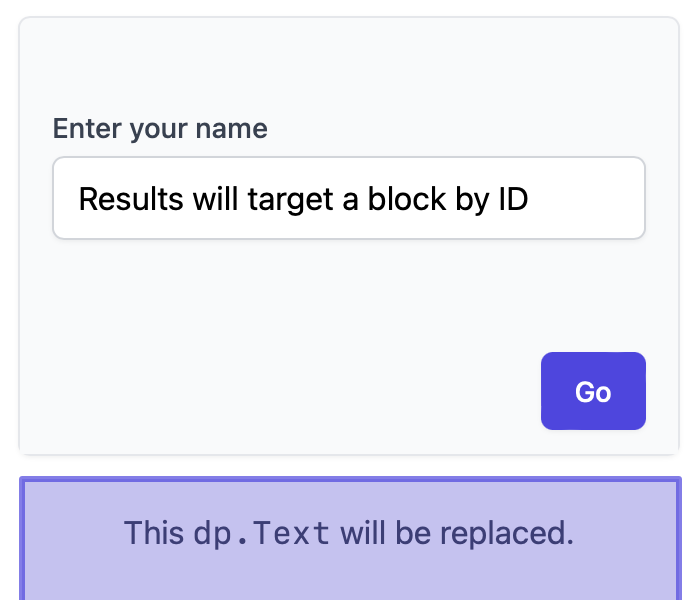 Enter your name
Results will target a block by ID
Go
This dp.Text will be replaced.